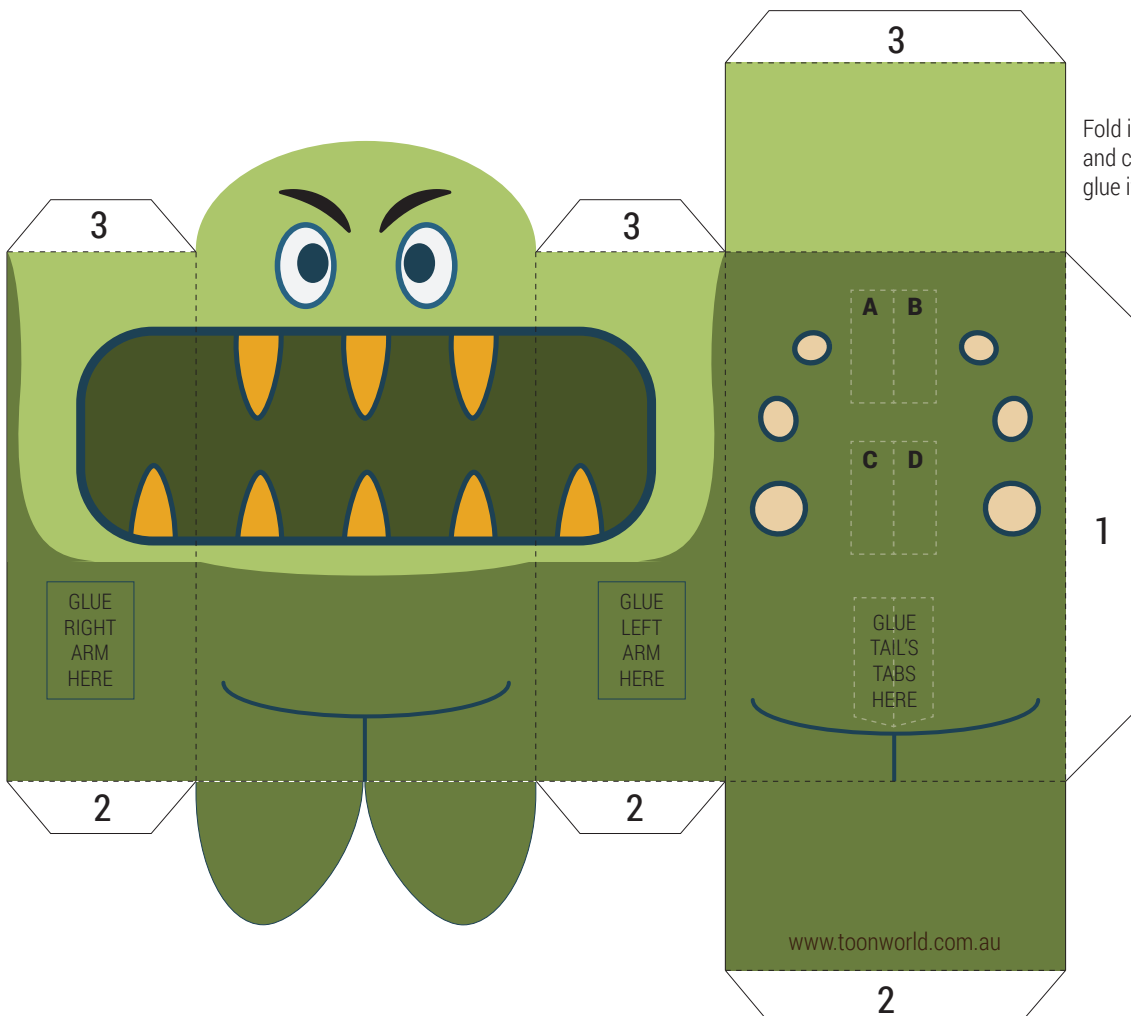 3
Fold i
and c
glue i
3
3
A B
C D
1
GLUE
RIGHT
ARM
HERE
GLUE
LEFT
ARM
HERE
GLUE
TAIL'S
TABS
HERE
2
2
www.toonworld.com.au
2